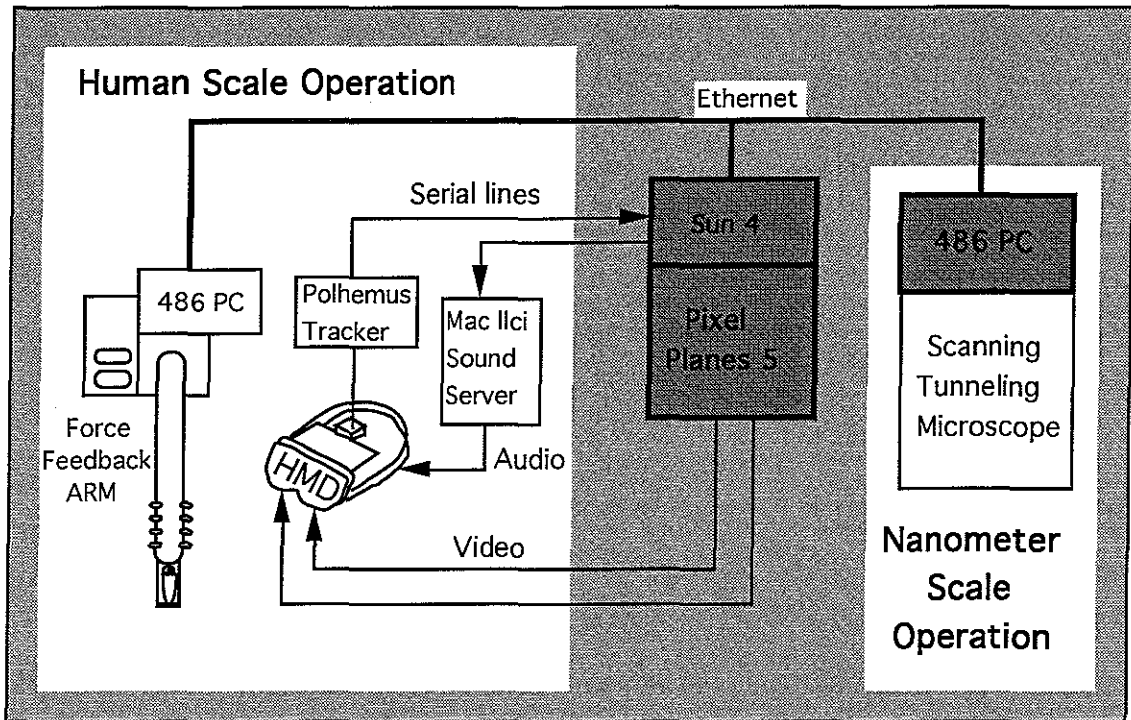 Human Scale Operation
Ethernet
Serial lines
Sun 4
486 PC
486 PC
Polhemus
Tracker
Mac IIci
Sound
Server
Pixel
Planes 5
Scanning
Tunneling
Microscope
Force
Feedback
ARM
HMD
Audio
Video
Nanometer
Scale
Operation